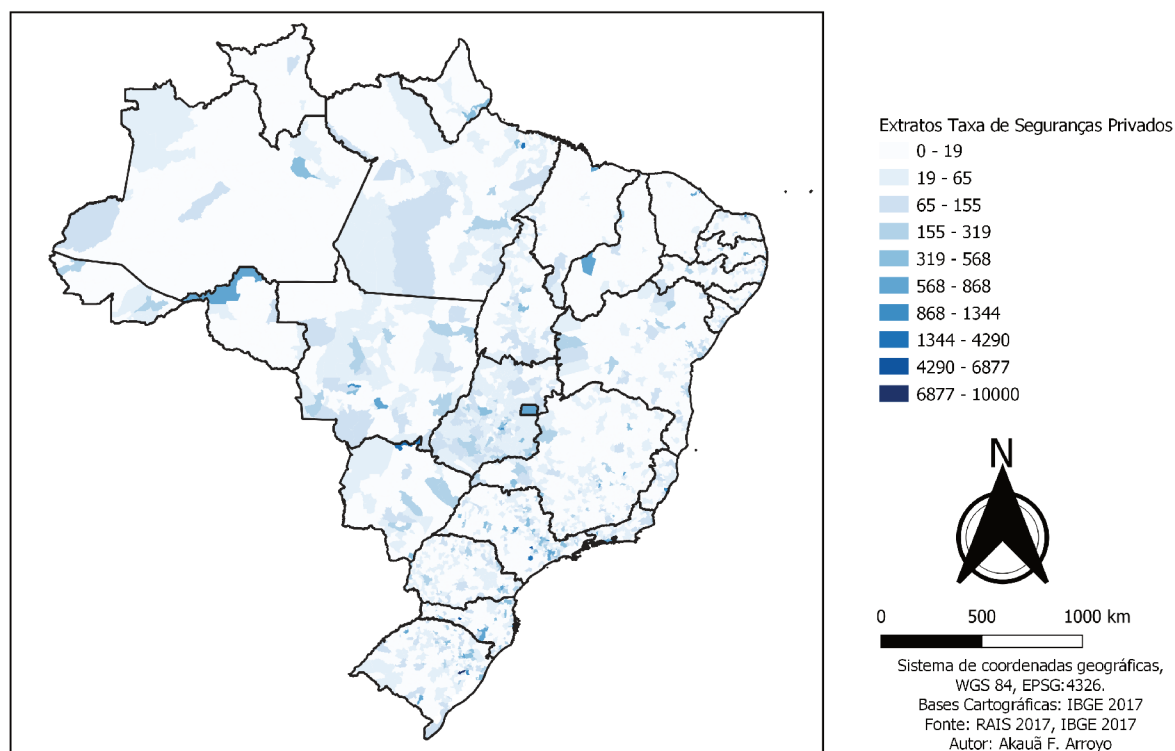 Extratos Taxa de Seguranças Privados
0 - 19
19 - 65
65 - 155
155 - 319
319 - 568
568 - 868
868 - 1344
1344 - 4290
4290 - 6877
6877 - 10000
N
0 500 1000 km
Sistema de coordenadas geográficas,
WGS 84, EPSG:4326.
Bases Cartográficas: IBGE 2017
Fonte: RAIS 2017, IBGE 2017
Autor: Akauã F. Arroyo